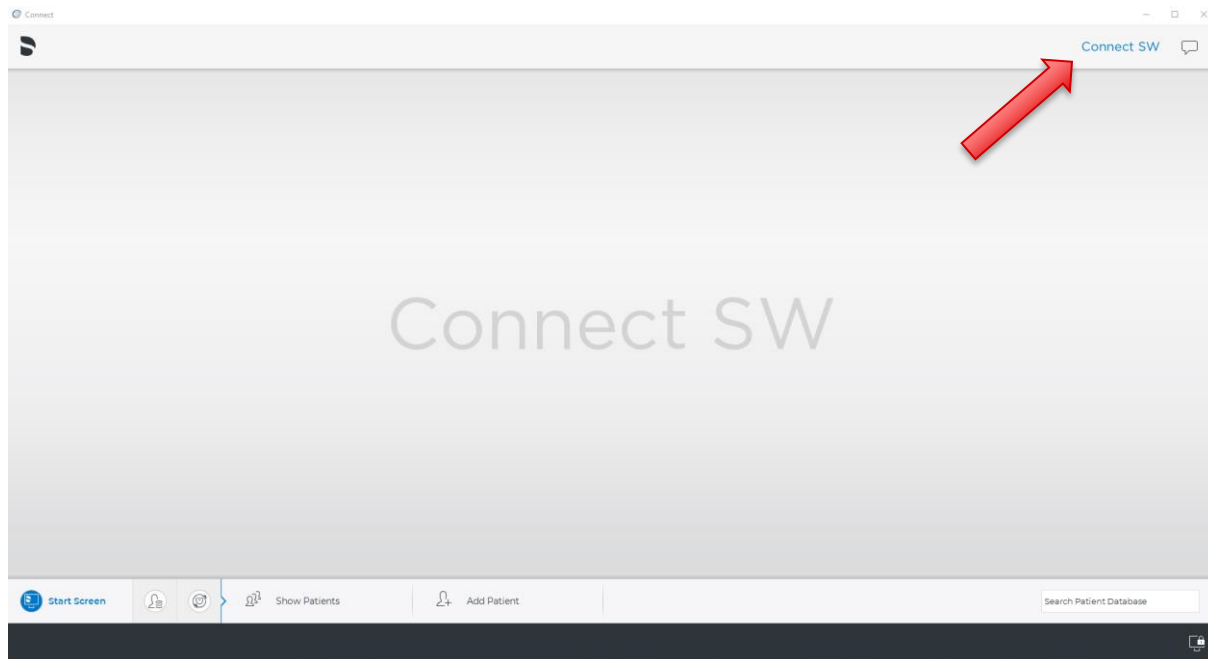 Connect
Connect SW
Connect SW
Start Screen
Show Patients
Add Patient
Search Patient Database